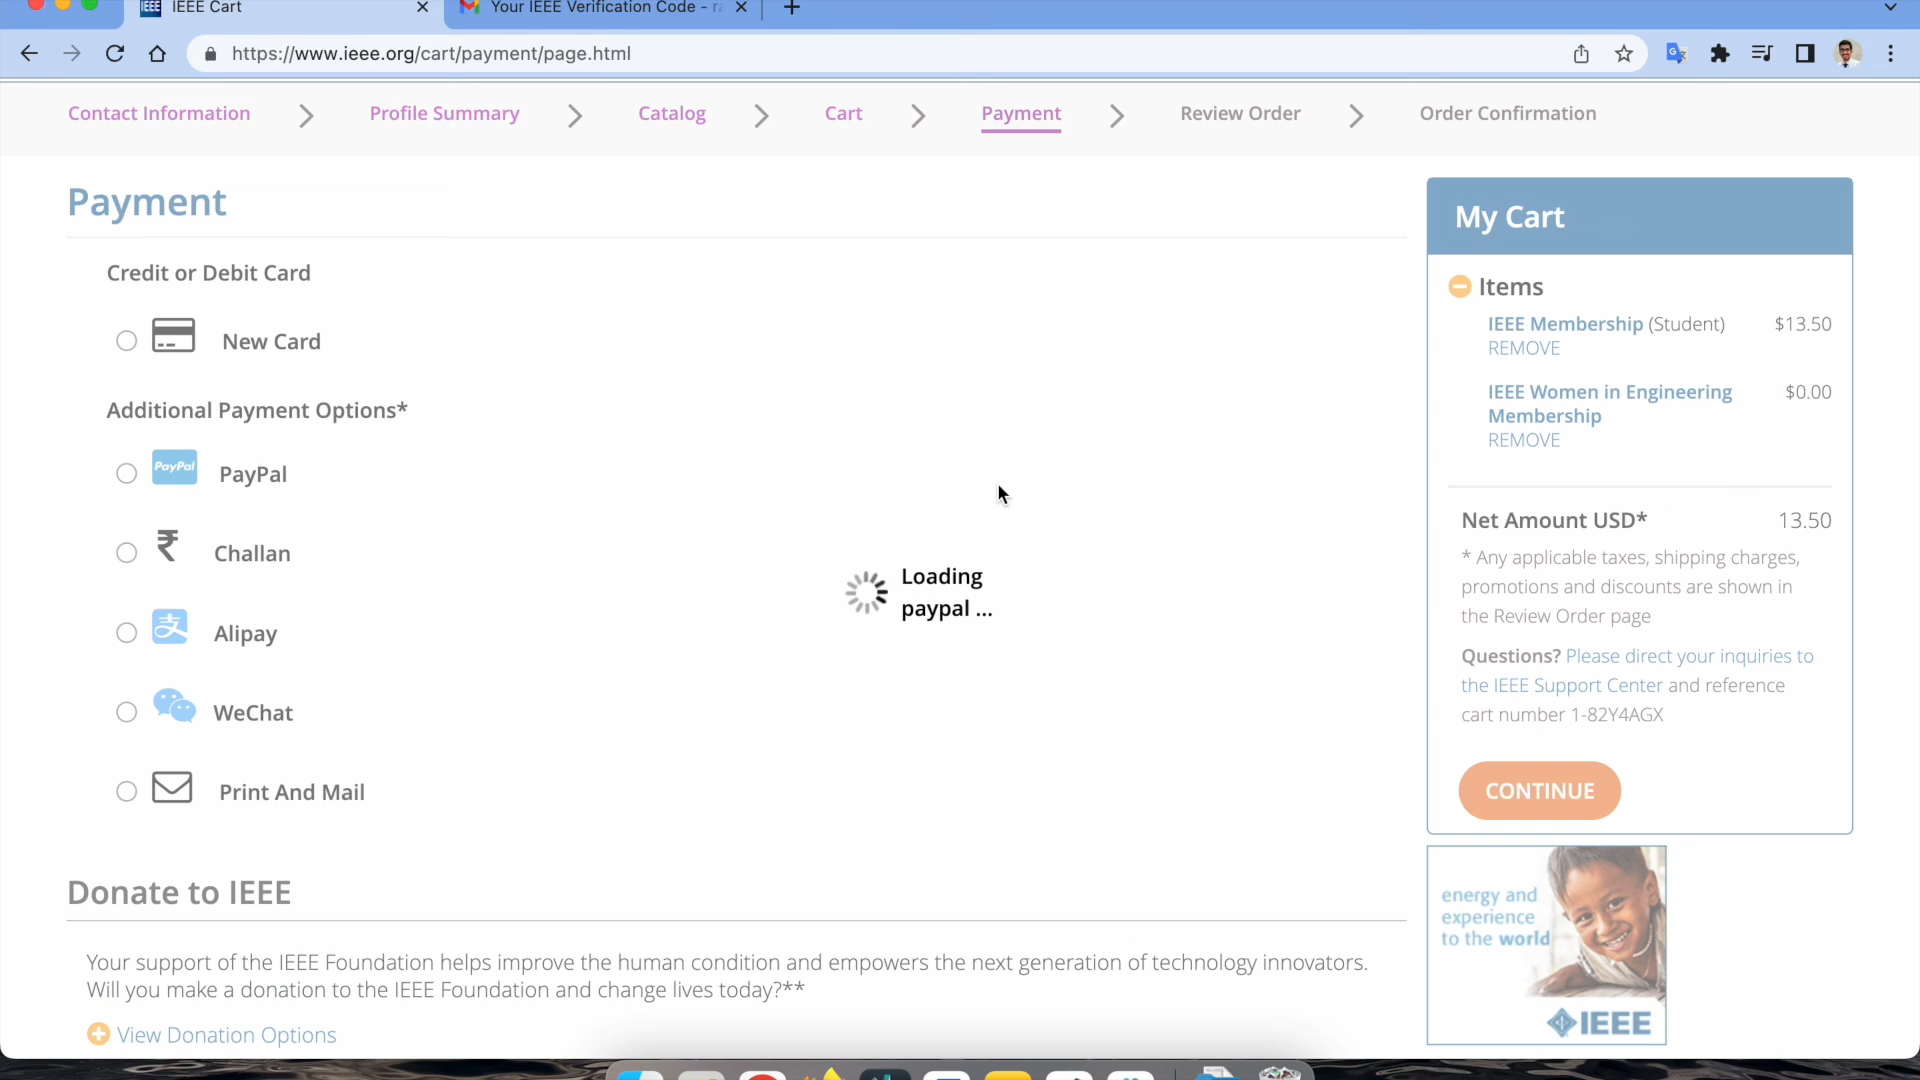 IEEE Cart
Your IEEE Verification Code - ra
https://www.ieee.org/cart/payment/page.html
Contact Information
Profile Summary
Catalog
Cart
Payment
Review Order
Order Confirmation
Payment
Credit or Debit Card
New Card
Additional Payment Options*
PayPal PayPal
₹ Challan
支 Alipay
WeChat
Print And Mail
Loading
paypal ...
Donate to IEEE
Your support of the IEEE Foundation helps improve the human condition and empowers the next generation of technology innovators.
Will you make a donation to the IEEE Foundation and change lives today?**
View Donation Options
My Cart
Items
IEEE Membership (Student) $13.50
REMOVE
IEEE Women in Engineering $0.00
Membership
REMOVE
Net Amount USD* 13.50
* Any applicable taxes, shipping charges,
promotions and discounts are shown in
the Review Order page
Questions? Please direct your inquiries to
the IEEE Support Center and reference
cart number 1-82Y4AGX
CONTINUE
energy and
experience
to the world
IEEE